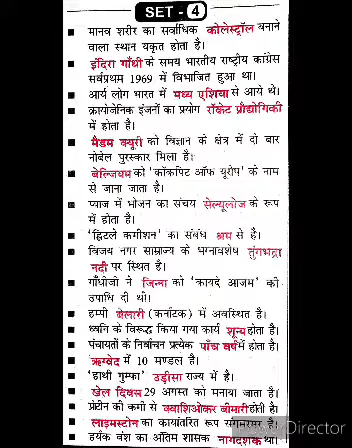 SET - 4
मानव शरीर का सर्वाधिक कोलेस्ट्रॉल बनाने
वाला स्थान यकृत होता है।
इंदिरा गाँधी के समय भारतीय राष्ट्रीय कांग्रेस
सर्वप्रथम 1969 में विभाजित हुआ था।
आर्य लोग भारत में मध्य एशिया से आये थे।
क्रायोजेनिक इंजनों का प्रयोग रॉकेट प्रौद्योगिकी
में होता है।
मैडम क्यूरी को विज्ञान के क्षेत्र में दो बार
नोबेल पुरस्कार मिला है।
बेल्जियम को 'कॉकपिट ऑफ यूरोप' के नाम
से जाना जाता है।
प्याज में भोजन का संचय सेल्यूलोज के रूप
में होता है।
'ह्विटले कमीशन' का संबंध श्रम से है।
विजय नगर साम्राज्य के भग्नावशेष तुंगभद्रा
नदी पर स्थित है।
गाँधीजी ने जिन्ना को 'कायदे आजम' की
उपाधि दी थी।
हम्पी बेलारी (कर्नाटक) में अवस्थित है।
ध्वनि के विरूद्ध किया गया कार्य शून्य होता है।
पंचायतों के निर्वाचन प्रत्येक पाँच वर्ष में होता है।
ऋग्वेद में 10 मण्डल है।
'हाथी गुम्फा' उड़ीसा राज्य में है।
खेल दिवस 29 अगस्त को मनाया जाता है।
प्रोटीन की कमी से क्वाशिओकर बीमारी होती है।
लाइमस्टोन का कायांतरित रूप संगमरमर है।
हर्यक वंश का अंतिम शासक नागदशक था।
Director